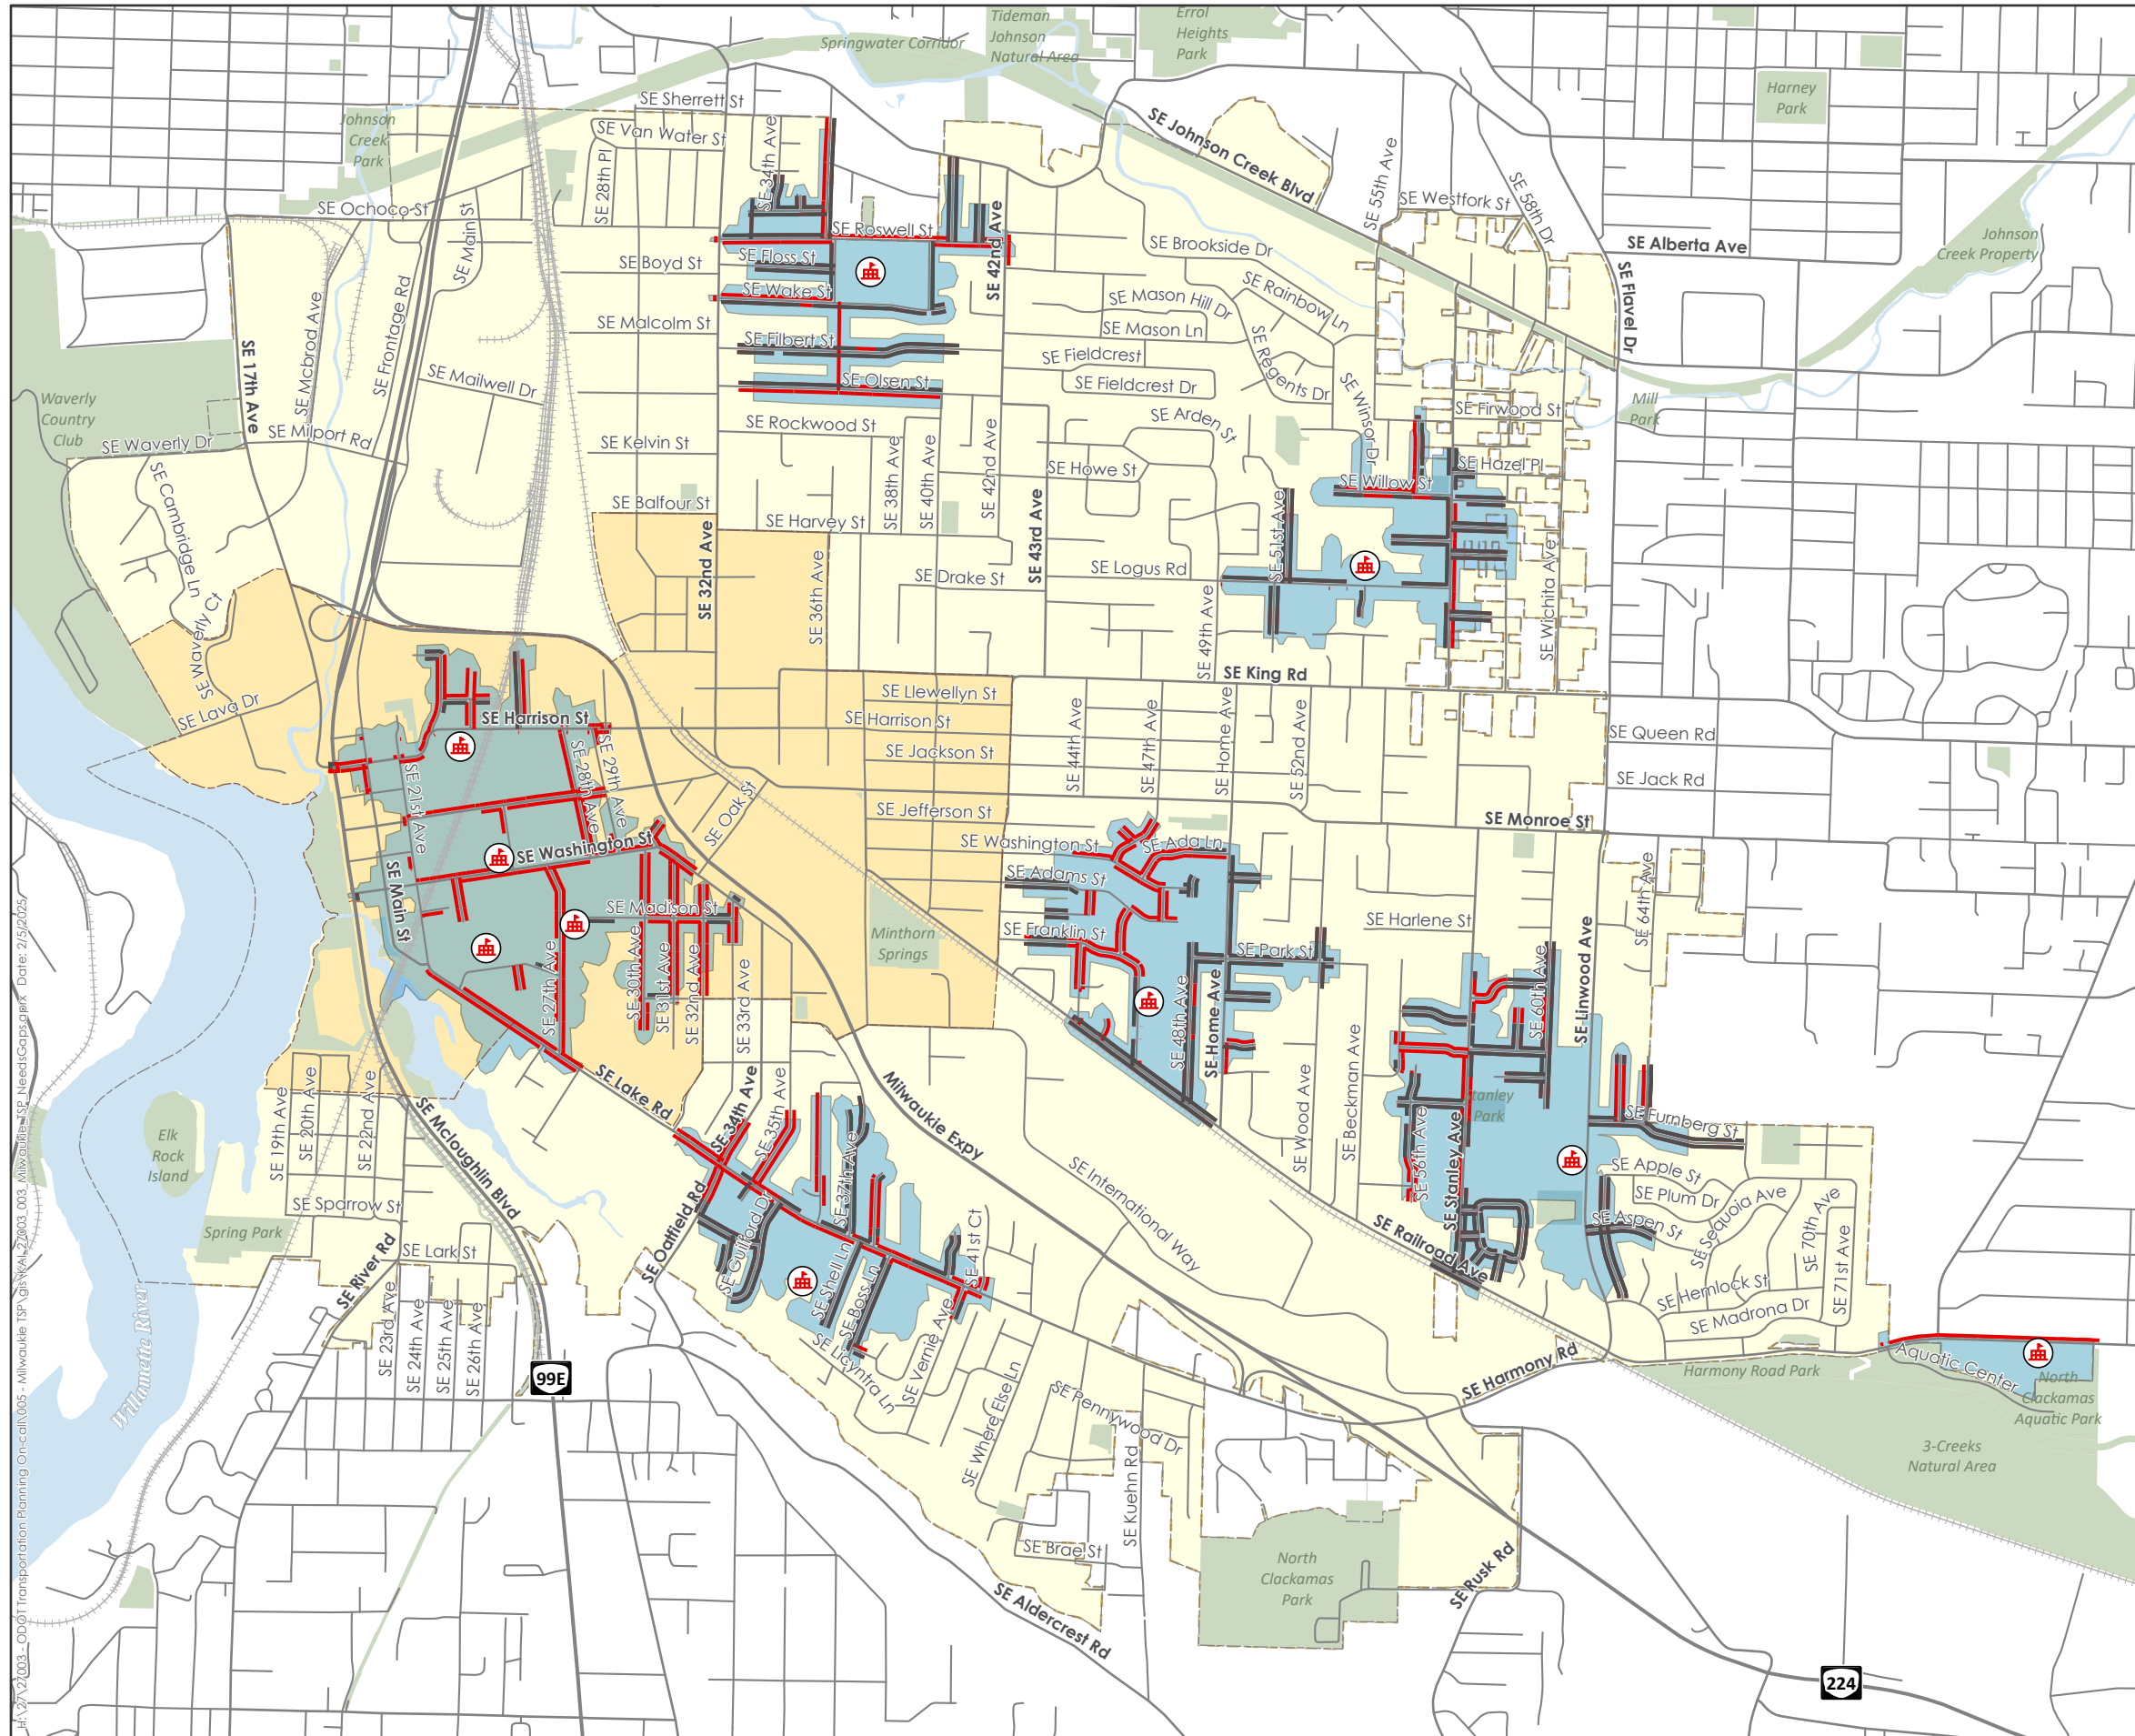 Tideman
Johnson
Natural Area
Errol
Heights
Park
Springwater Corridor
Harney
Park
SE Sherrett St
Johnson
Creek
Park
SE Van Water St
SE 34th Ave
SE 28th Pl
SE Johnson Creek Blvd
SE 55th Ave
SE Westfork St
SE 58th Dr
SE Ochoco St
SE Main St
SE Roswell St
SE 42nd Ave
SE Brookside Dr
SE Alberta Ave
Johnson
Creek Property
SE Floss St
SE Boyd St
SE Wake St
SE Mcbrod Ave
SE Frontage Rd
SE Mason Hill Dr
SE Rainbow Ln
SE Flavel Dr
SE Malcolm St
SE Filbert St
SE Mason Ln
SE Fieldcrest
SE Regents Dr
SE 17th Ave
SE Mailwell Dr
SE Olsen St
SE Fieldcrest Dr
SE Winsor Dr
Waverly
Country
Club
SE Waverly Dr
SE Milport Rd
SE Rockwood St
SE Arden St
SE Firwood St
Mill
Park
SE Kelvin St
SE 38th Ave
SE 40th Ave
SE 42nd Ave
SE Howe St
SE Hazel Pl
SE Willow St
SE Cambridge Ln
SE Balfour St
SE 32nd Ave
SE Harvey St
SE 43rd Ave
SE 51st Ave
SE 36th Ave
SE Drake St
SE Logus Rd
SE Wichita Ave
SE Waverly Ct
SE 49th Ave
SE King Rd
SE Lava Dr
SE Llewellyn St
SE Harrison St
SE Harrison St
SE 44th Ave
SE 47th Ave
SE Home Ave
SE 52nd Ave
SE Queen Rd
SE Jackson St
SE Jack Rd
SE 21st Ave
SE 28th Ave
SE 29th Ave
SE Oak St
SE Jefferson St
SE Monroe St
SE Washington St
SE Washington St
SE Ada Ln
SE Main St
SE Adams St
SE 64th Ave
SE Madison St
SE Franklin St
SE Harlene St
Minthorn
Springs
SE Park St
SE Linwood Ave
SE 27th Ave
SE 30th Ave
SE 31st Ave
SE 32nd Ave
SE 33rd Ave
SE 48th Ave
SE Home Ave
SE 60th Ave
SE Lake Rd
SE 34th Ave
SE 35th Ave
Milwaukie Expy
SE Wood Ave
SE Beckman Ave
SE 56th Ave
SE Stanley Ave
Stanley
Park
SE Furnberg St
Elk
Rock
Island
SE 19th Ave
SE 20th Ave
SE 22nd Ave
SE Mcloughlin Blvd
SE 37th Ave
SE International Way
SE Apple St
SE Plum Dr
SE Sequoia Ave
SE 70th Ave
SE 71st Ave
SE Sparrow St
Spring Park
SE Oatfield Rd
SE Guilford Dr
SE 41st Ct
SE Aspen St
SE Lark St
SE River Rd
SE Shell Ln
SE Boss Ln
SE Railroad Ave
SE Hemlock St
SE Madrona Dr
SE 23rd Ave
SE 24th Ave
SE 25th Ave
SE 26th Ave
SE Licyntra Ln
SE Vernie Ave
Willamette River
99E
SE Where Else Ln
SE Pennywood Dr
SE Harmony Rd
Harmony Road Park
Aquatic Center
North
Clackamas
Aquatic Park
SE Kuehn Rd
3-Creeks
Natural Area
SE Brae St
North
Clackamas
Park
SE Rusk Rd
SE Aldercrest Rd
224
H:\27\27003 - ODOT Transportation Planning On-call\005 - Milwaukie TSP\gis\KAI_27003_003_Milwaukie_TSP_NeedsGaps.aprx Date: 2/5/2025